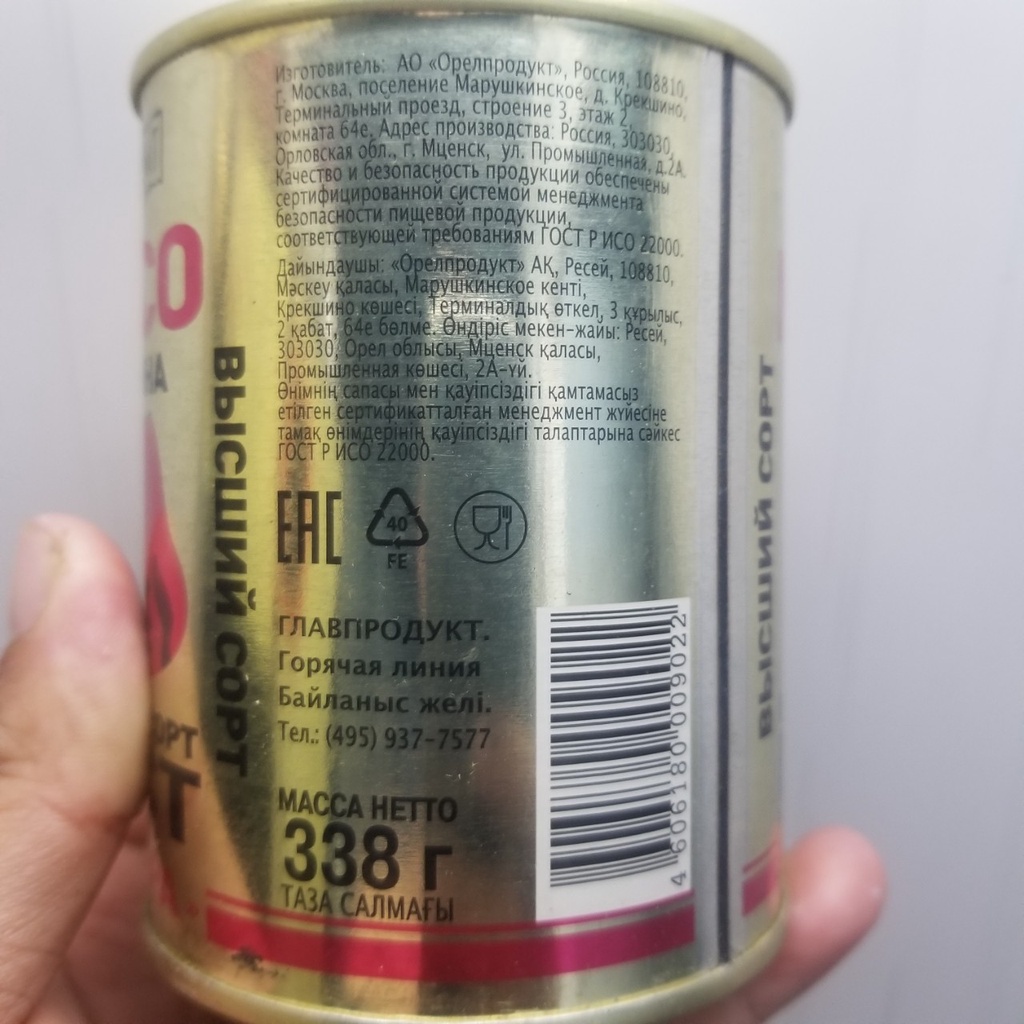 Изготовитель: АО «Орелпродукт», Россия, 108810,
г. Москва, поселение Марушкинское, д. Крекшино,
Терминальный проезд, строение 3, этаж 2,
комната 64е. Адрес производства: Россия, 303030,
Орловская обл., г. Мценск, ул. Промышленная, д.2А.
Качество и безопасность продукции обеспечены
сертифицированной системой менеджмента
безопасности пищевой продукции,
соответствующей требованиям ГОСТ Р ИСО 22000.
Дайындаушы: «Орелпродукт» АҚ, Ресей, 108810,
Мәскеу қаласы, Марушкинское кенті,
Крекшино көшесі, Терминалдық өткел, 3 құрылыс,
2 қабат, 64е бөлме. Өндіріс мекен-жайы: Ресей,
303030, Орел облысы, Мценск қаласы,
Промышленная көшесі, 2А-үй.
Өнімнің сапасы мен қауіпсіздігі қамтамасыз
етілген сертификатталған менеджмент жүйесіне
тамақ өнімдерінің қауіпсіздігі талаптарына сәйкес
ГОСТ Р ИСО 22000.
ЕАС
40
FE
ГЛАВПРОДУКТ.
Горячая линия
Байланыс желі.
Тел.: (495) 937-7577
МАССА НЕТТО
338 г
ТАЗА САЛМАҒЫ
4 606180 009022
ВЫСШИЙ СОРТ
ВЫСШИЙ СОРТ